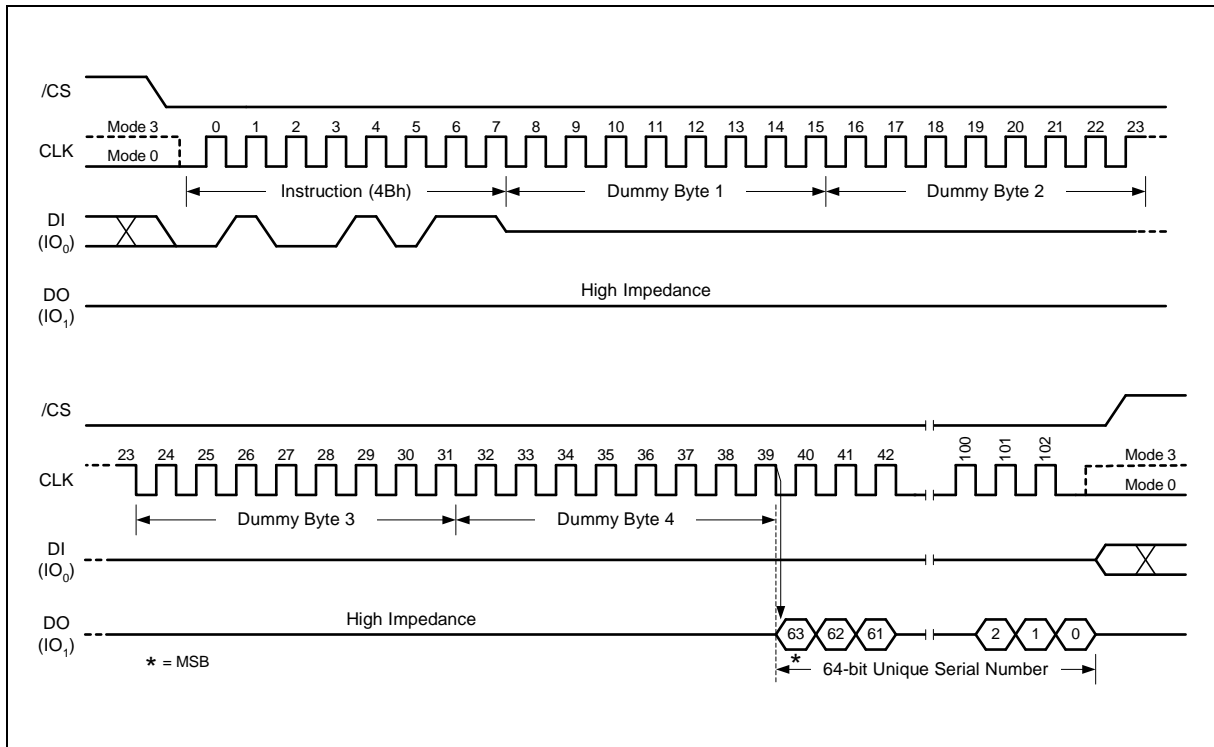 /CS
Mode 3 0 1 2 3 4 5 6 7 8 9 10 11 12 13 14 15 16 17 18 19 20 21 22 23
CLK
Mode 0
Instruction (4Bh) Dummy Byte 1 Dummy Byte 2
DI
(IO0)
High Impedance
DO
(IO1)
/CS
23 24 25 26 27 28 29 30 31 32 33 34 35 36 37 38 39 40 41 42 100 101 102 Mode 3
CLK
Mode 0
Dummy Byte 3 Dummy Byte 4
DI
(IO0)
High Impedance
DO
(IO1)
63 62 61 2 1 0
* = MSB
*
64-bit Unique Serial Number